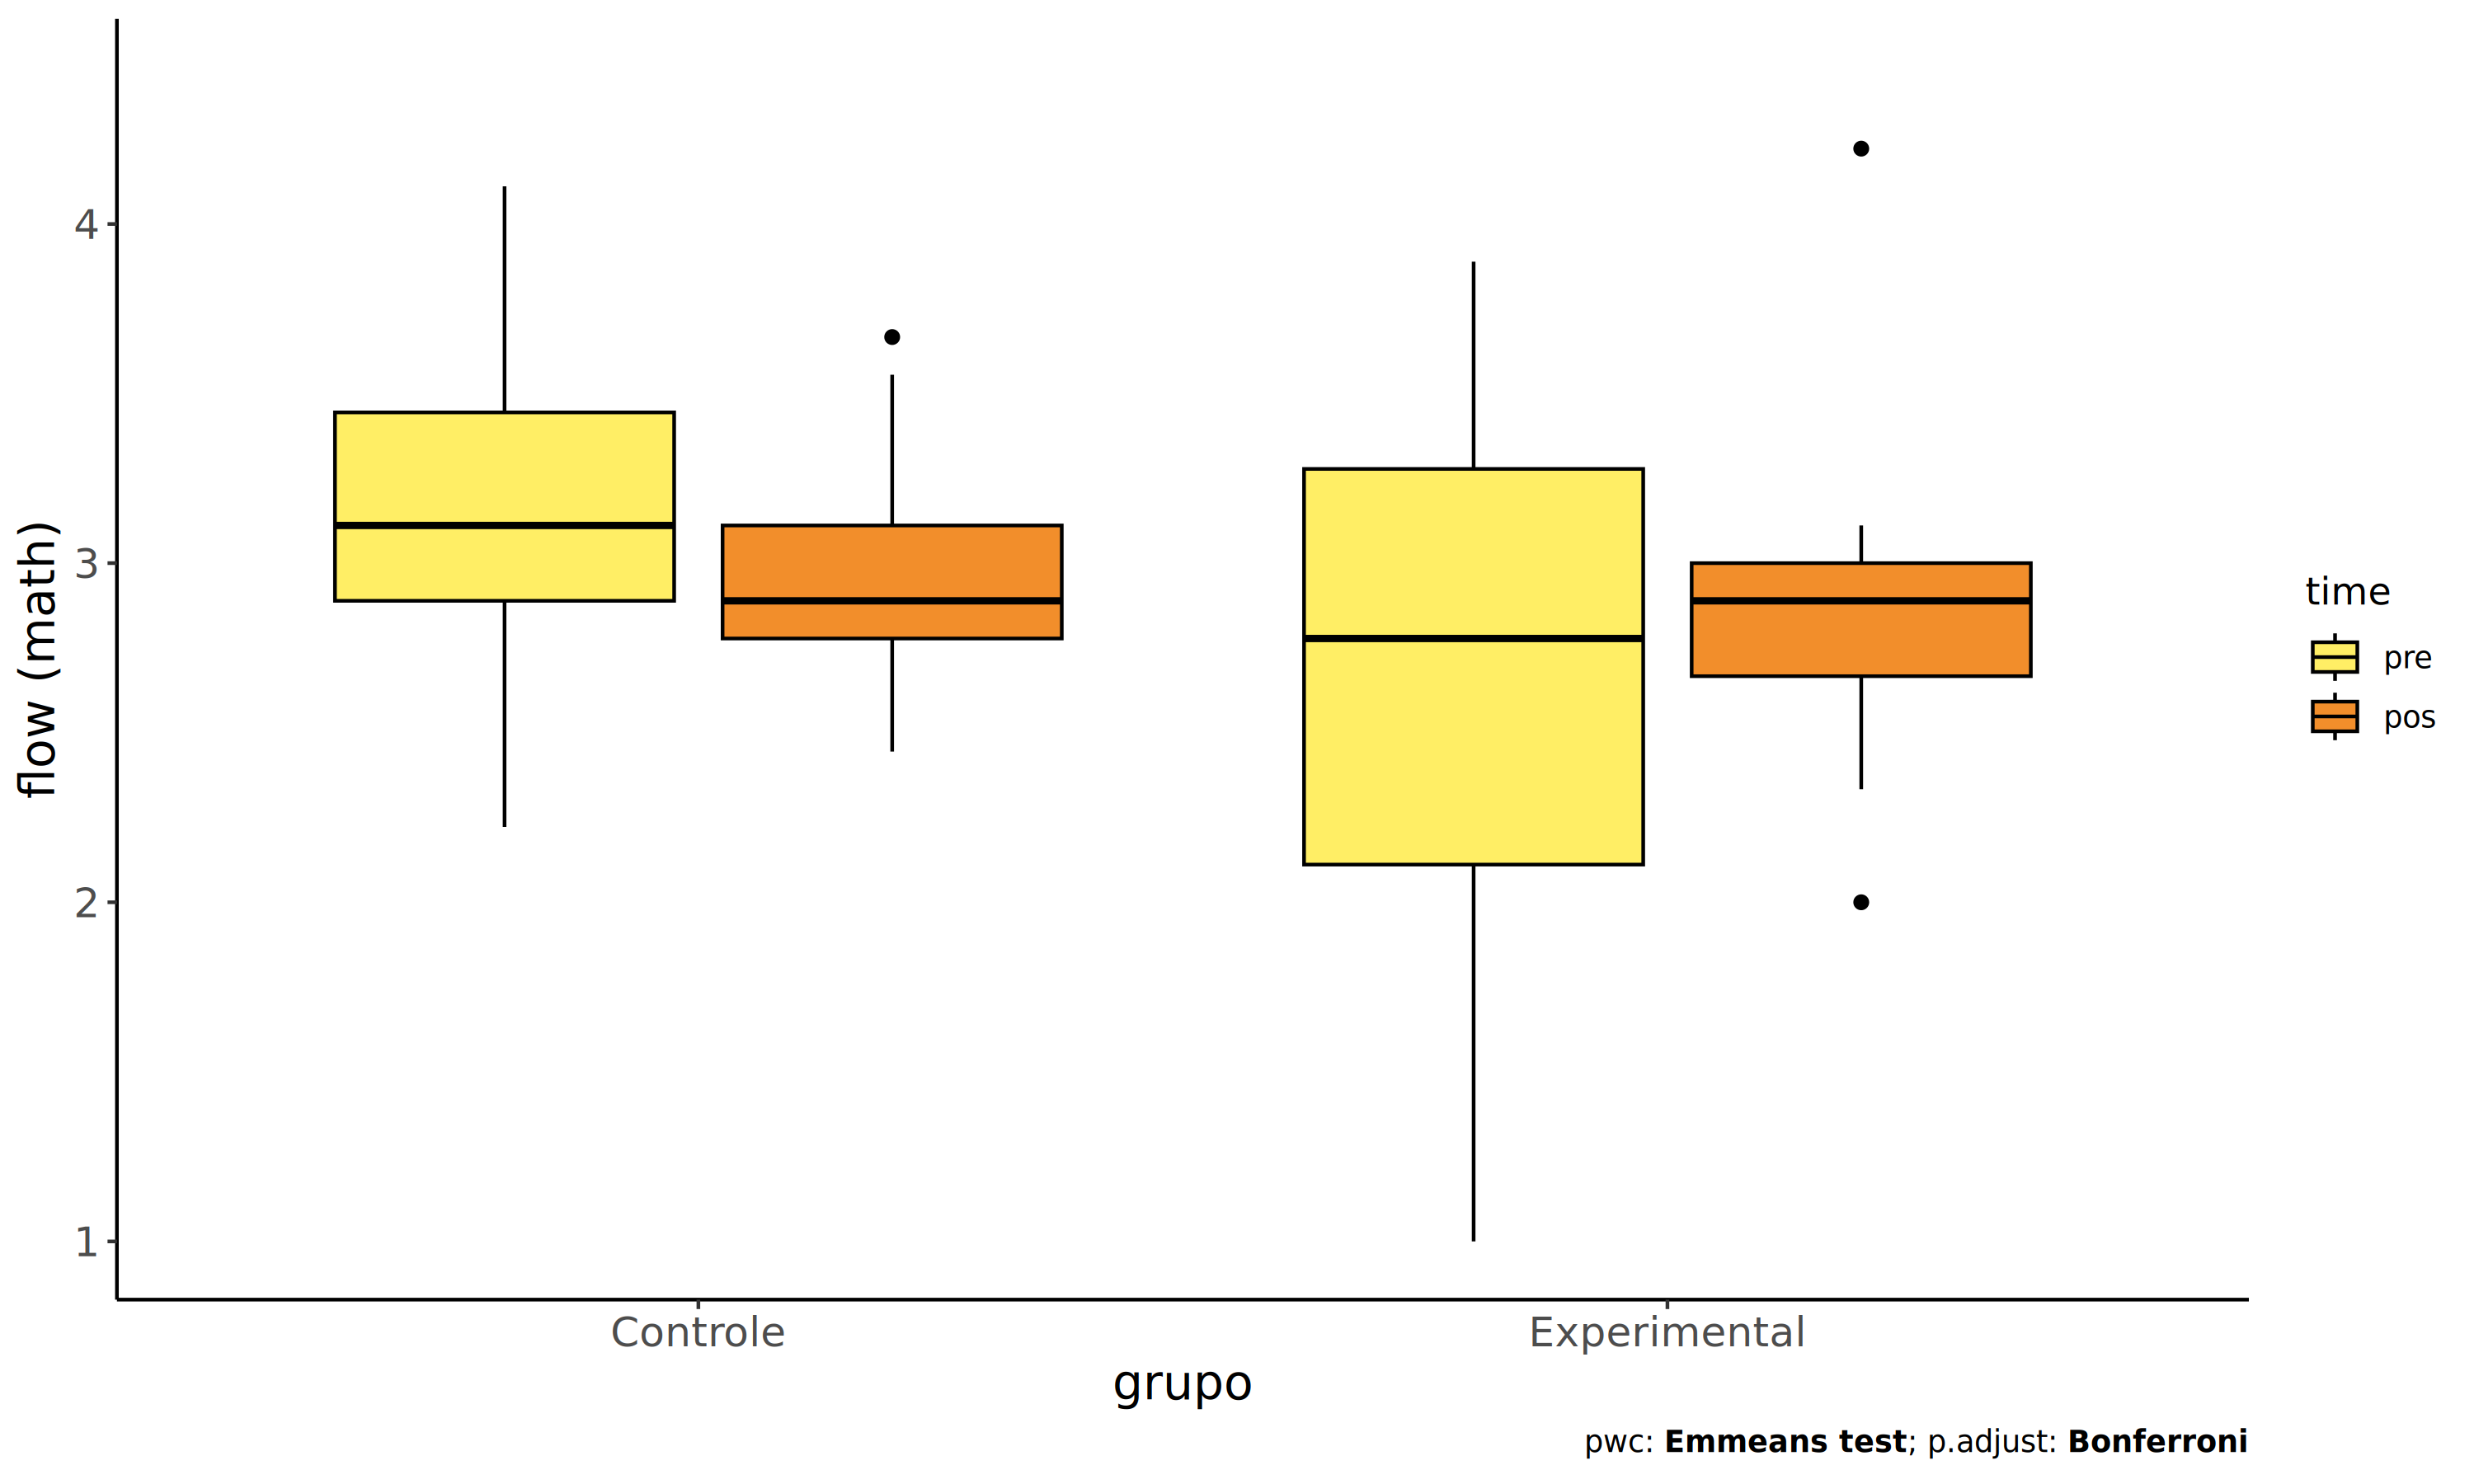 flow (math)
4
3
2
1
Controle
Experimental
grupo
time
pre
pos
pwc: Emmeans test; p.adjust: Bonferroni